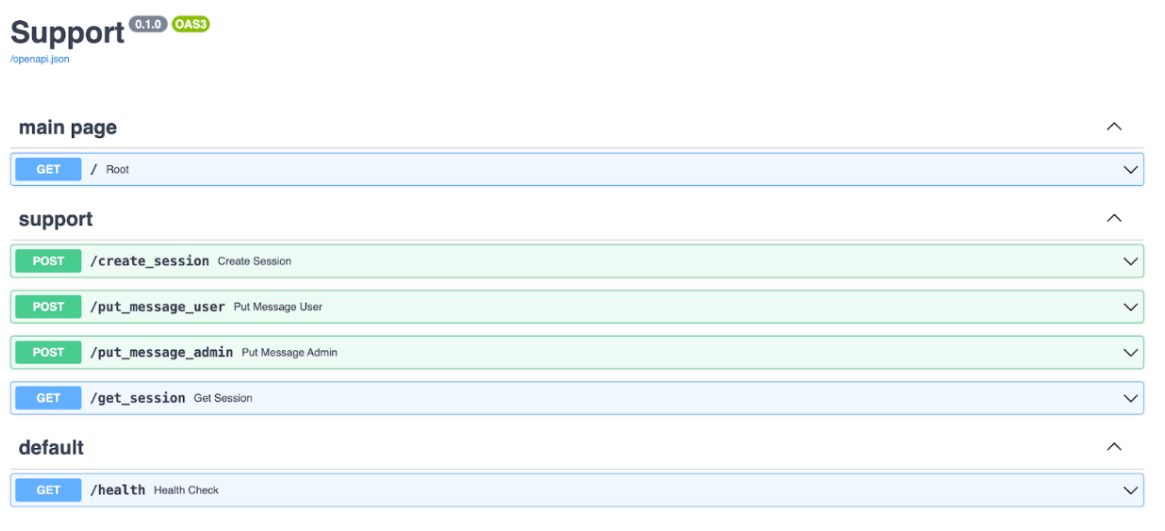 Support 0.1.0 OAS3
/openapi.json
main page
GET / Root
support
POST /create_session Create Session
POST /put_message_user Put Message User
POST /put_message_admin Put Message Admin
GET /get_session Get Session
default
GET /health Health Check